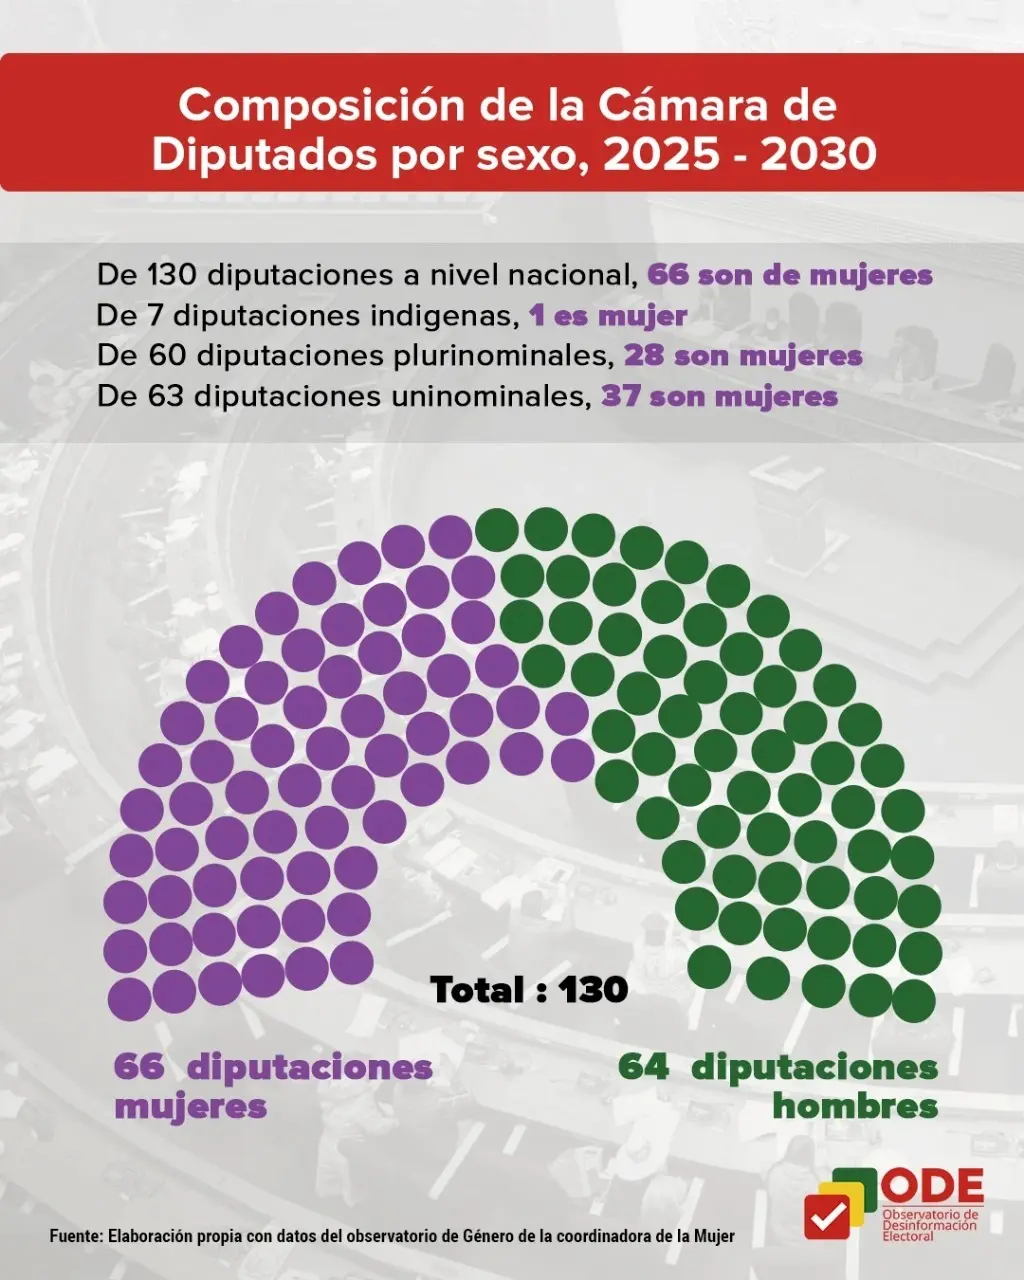 Composición de la Cámara de
Diputados por sexo, 2025 - 2030
De 130 diputaciones a nivel nacional, 66 son de mujeres
De 7 diputaciones indigenas, 1 es mujer
De 60 diputaciones plurinominales, 28 son mujeres
De 63 diputaciones uninominales, 37 son mujeres
Total : 130
66 diputaciones
mujeres
64 diputaciones
hombres
ODE
Observatorio de
Desinformación
Electoral
Fuente: Elaboración propia con datos del observatorio de Género de la coordinadora de la Mujer